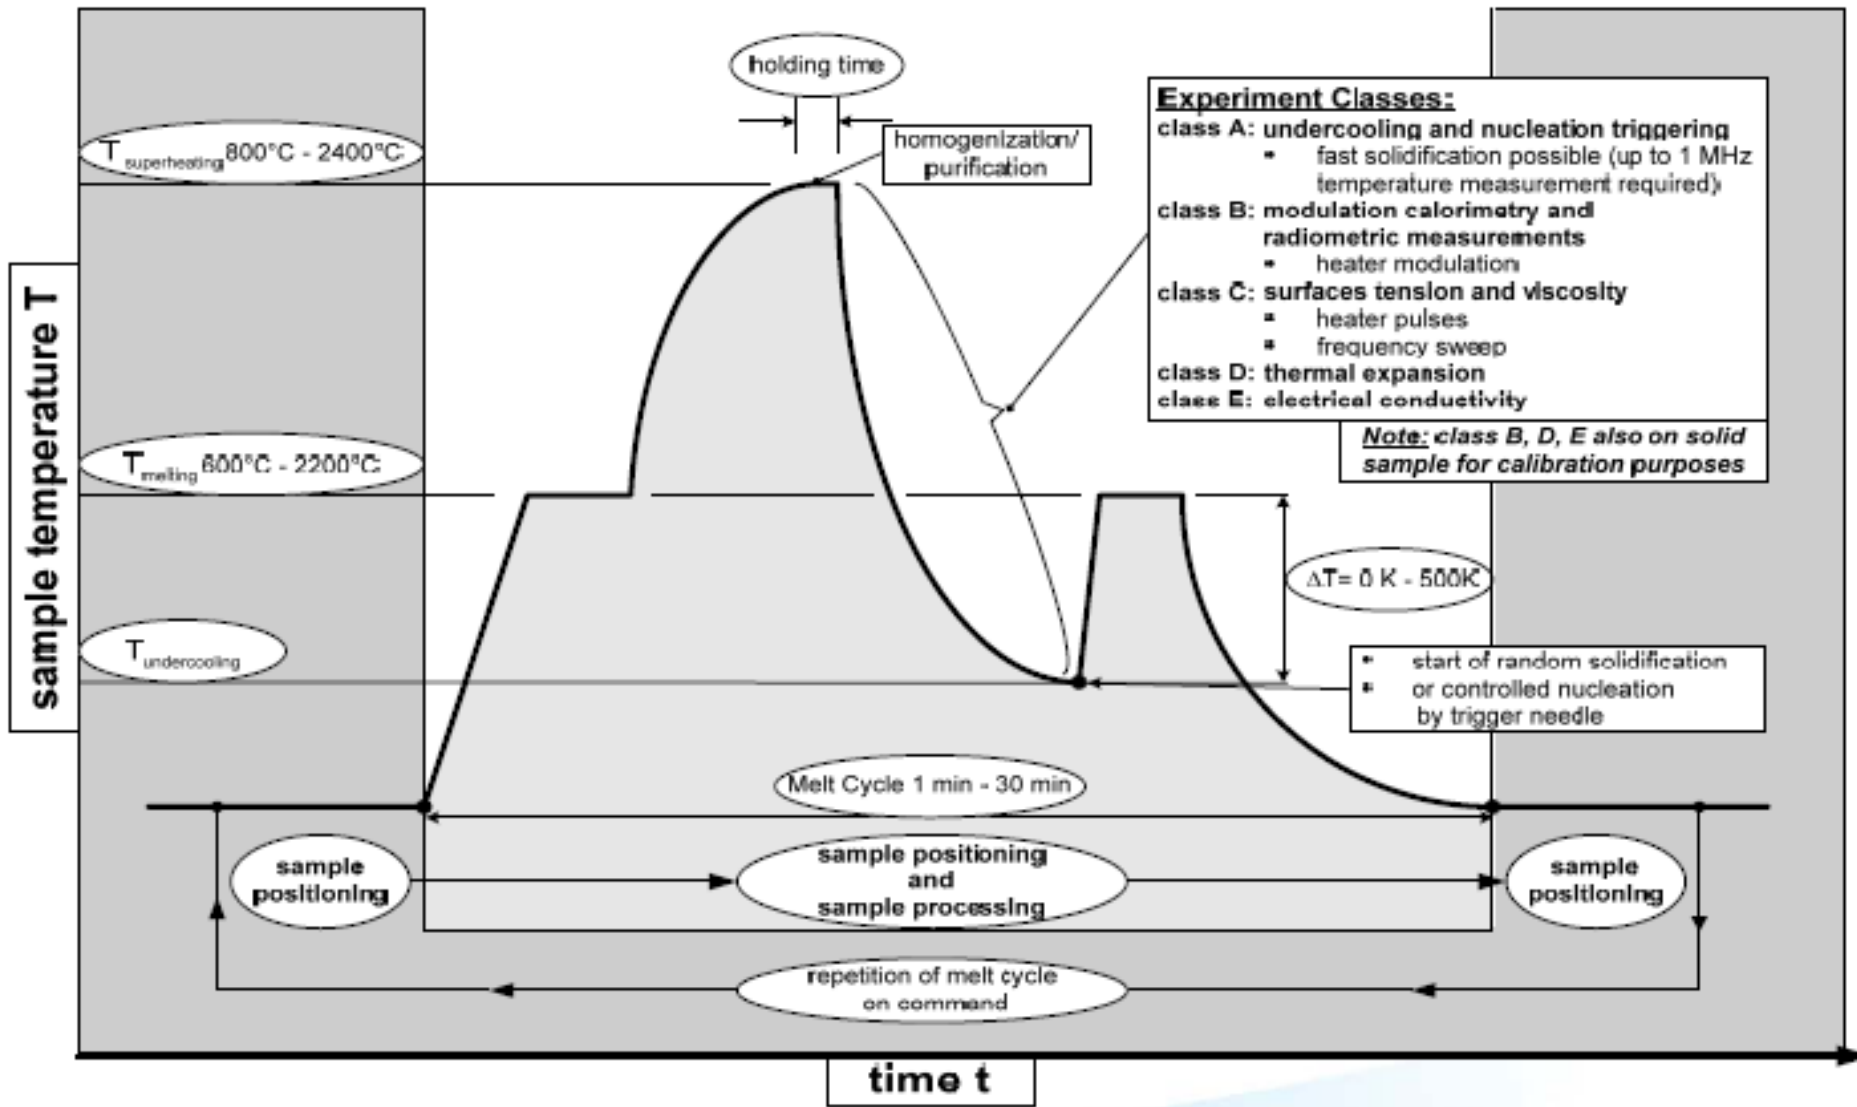 holding time
Experiment Classes:
class A: undercooling and nucleation triggering
▪ fast solidification possible (up to 1 MHz
temperature measurement required)
class B: modulation calorimetry and
radiometric measurements
▪ heater modulation
class C: surfaces tension and viscosity
▪ heater pulses
▪ frequency sweep
class D: thermal expansion
class E: electrical conductivity
Note: class B, D, E also on solid
sample for calibration purposes
homogenization/
purification
T superheating 800°C - 2400°C
sample temperature T
T melting 600°C - 2200°C
ΔT= 0 K - 500K
T undercooling
▪ start of random solidification
▪ or controlled nucleation
by trigger needle
Melt Cycle 1 min - 30 min
sample
positioning
sample positioning
and
sample processing
sample
positioning
repetition of melt cycle
on command
time t